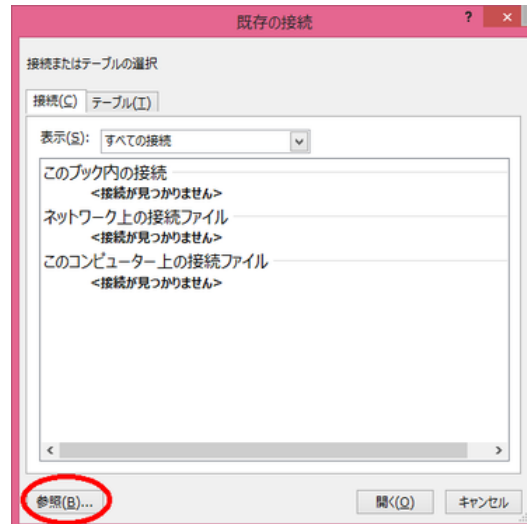 既存の接続
? ×
接続またはテーブルの選択
接続(C) テーブル(T)
表示(S): すべての接続
このブック内の接続
<接続が見つかりません>
ネットワーク上の接続ファイル
<接続が見つかりません>
このコンピューター上の接続ファイル
<接続が見つかりません>
参照(B)... 開く(O) キャンセル